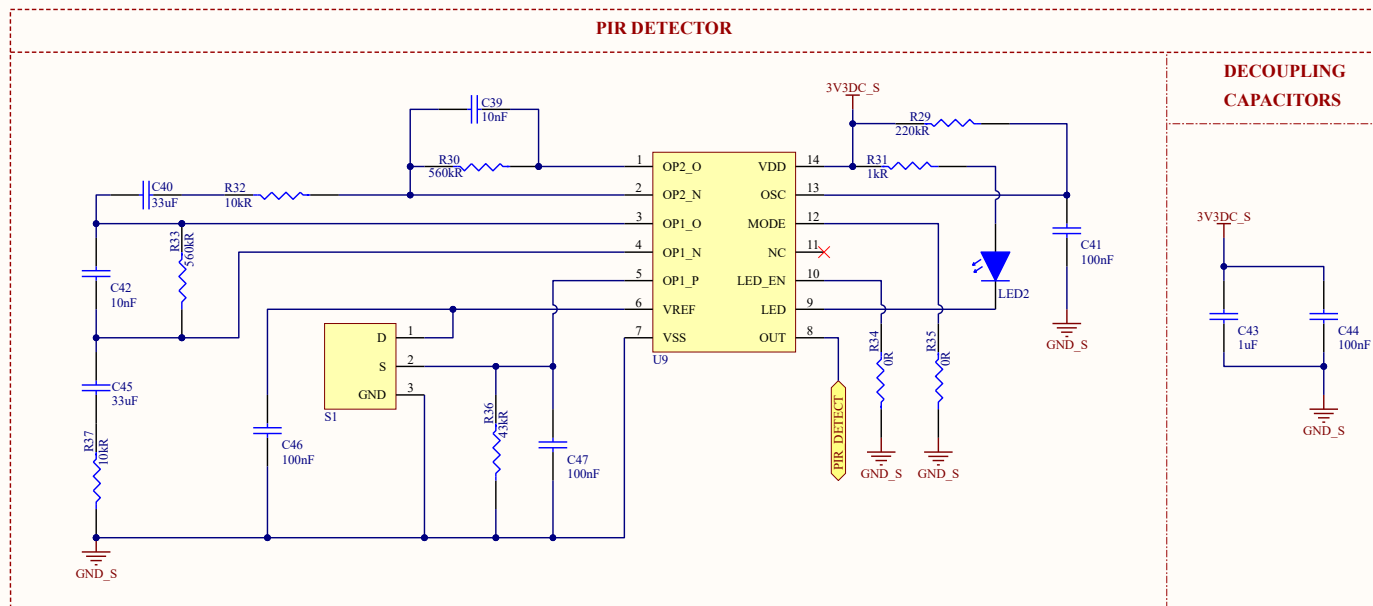 PIR DETECTOR
DECOUPLING
CAPACITORS
3V3DC_S
C39
10nF
R29
220kR
R30
560kR
1
OP2_O
VDD
14
R31
1kR
C40
33uF
R32
10kR
2
OP2_N
OSC
13
3
OP1_O
MODE
12
R33
560kR
4
OP1_N
NC
11
C41
100nF
C42
10nF
5
OP1_P
LED_EN
10
LED2
6
VREF
LED
9
7
VSS
OUT
8
U9
GND_S
D
1
S
2
GND
3
S1
R34
0R
R35
0R
C45
33uF
R37
10kR
C46
100nF
R36
43kR
C47
100nF
PIR_DETECT
GND_S
GND_S
GND_S
3V3DC_S
C43
1uF
C44
100nF
GND_S